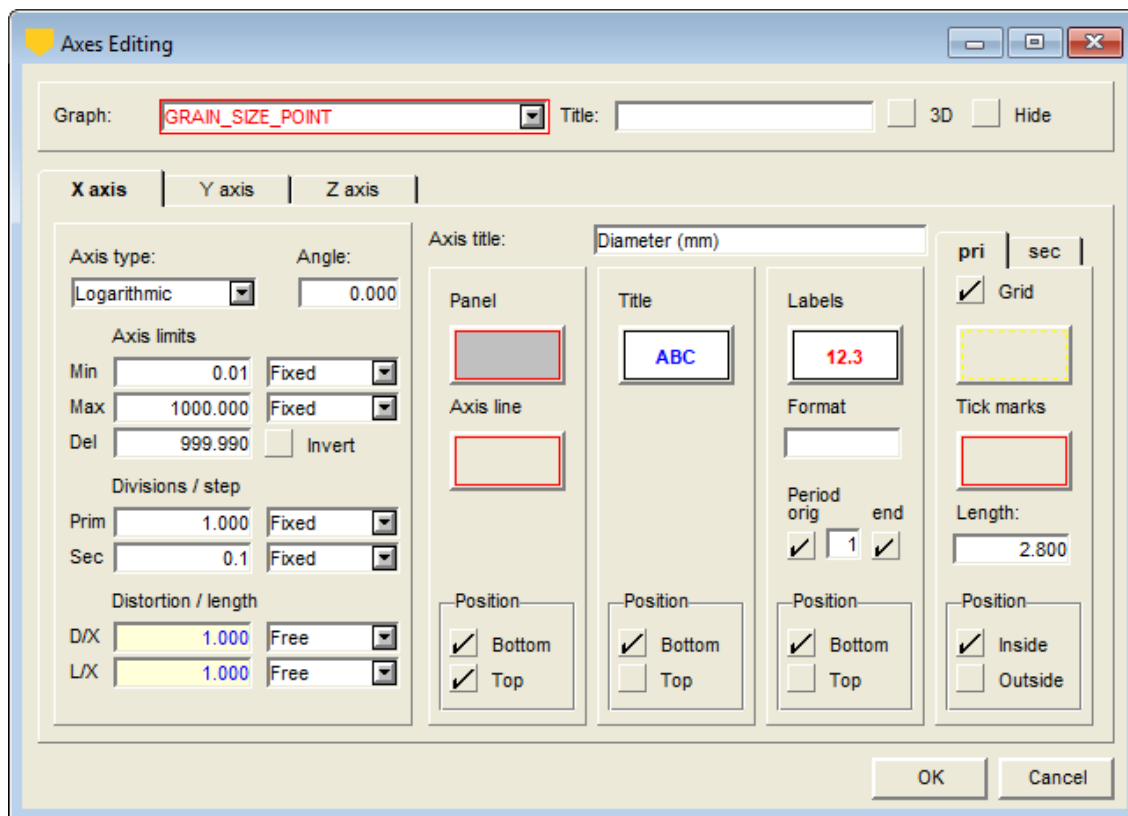 Axes Editing
Graph: GRAIN_SIZE_POINT Title: 3D Hide
X axis Y axis Z axis
Axis title: Diameter (mm)
pri sec
Axis type: Angle:
Logarithmic 0.000
Axis limits
Min 0.01 Fixed
Max 1000.000 Fixed
Del 999.990 Invert
Divisions / step
Prim 1.000 Fixed
Sec 0.1 Fixed
Distortion / length
D/X 1.000 Free
L/X 1.000 Free
Panel
Axis line
Position
Bottom
Top
Title
ABC
Position
Bottom
Top
Labels
12.3
Format
Period
orig end
1
Position
Bottom
Top
Grid
Tick marks
Length:
2.800
Position
Inside
Outside
OK Cancel